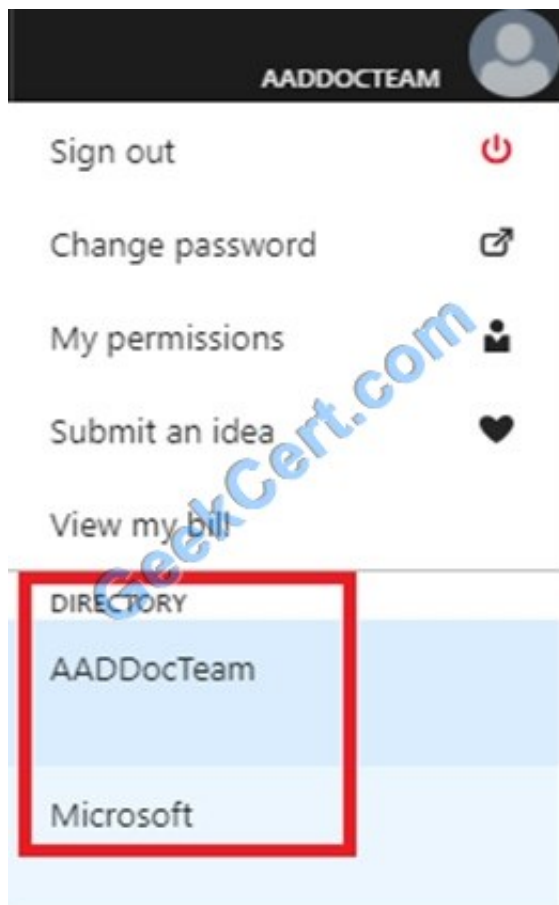 AADDOCTEAM
Sign out
Change password
My permissions
Submit an idea
View my bill
GeekCert.com
DIRECTORY
AADDocTeam
Microsoft